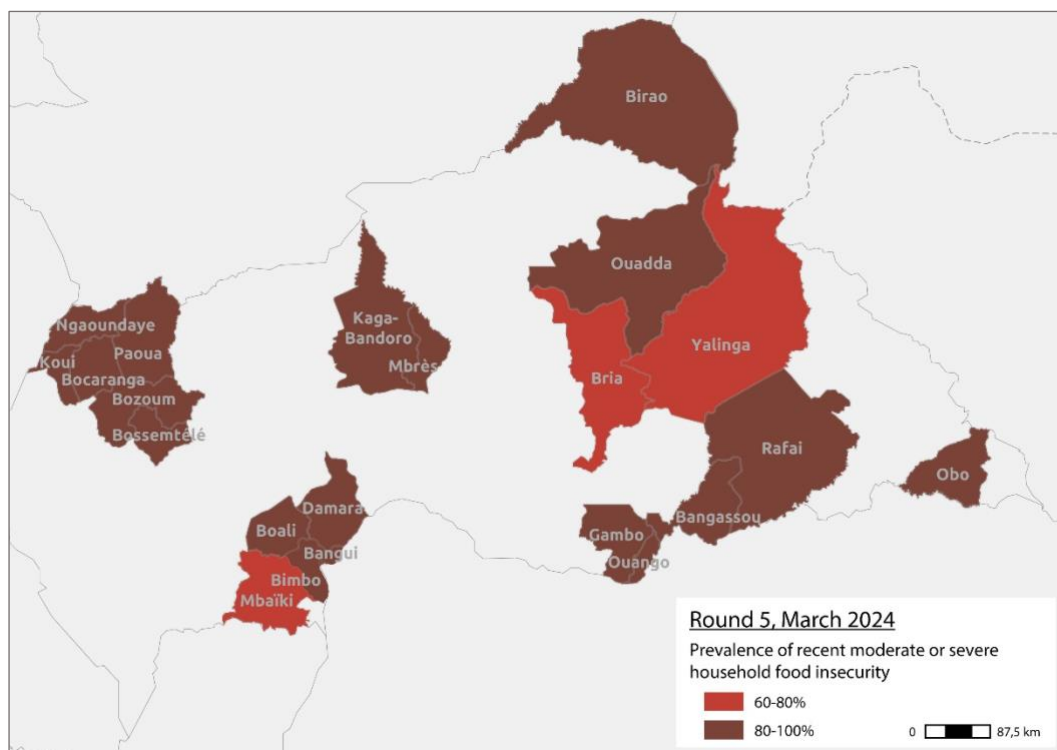 Birao
Ouadda
Yalinga
Bria
Kaga-
Bandoro
Mbrès
Ngaoundaye
Koui
Paoua
Bocaranga
Bozoum
Bossemtélé
Rafai
Obo
Bangassou
Gambo
Ouango
Damara
Boali
Bangui
Bimbo
Mbaïki
Round 5, March 2024
Prevalence of recent moderate or severe
household food insecurity
60-80%
80-100%
0 87,5 km